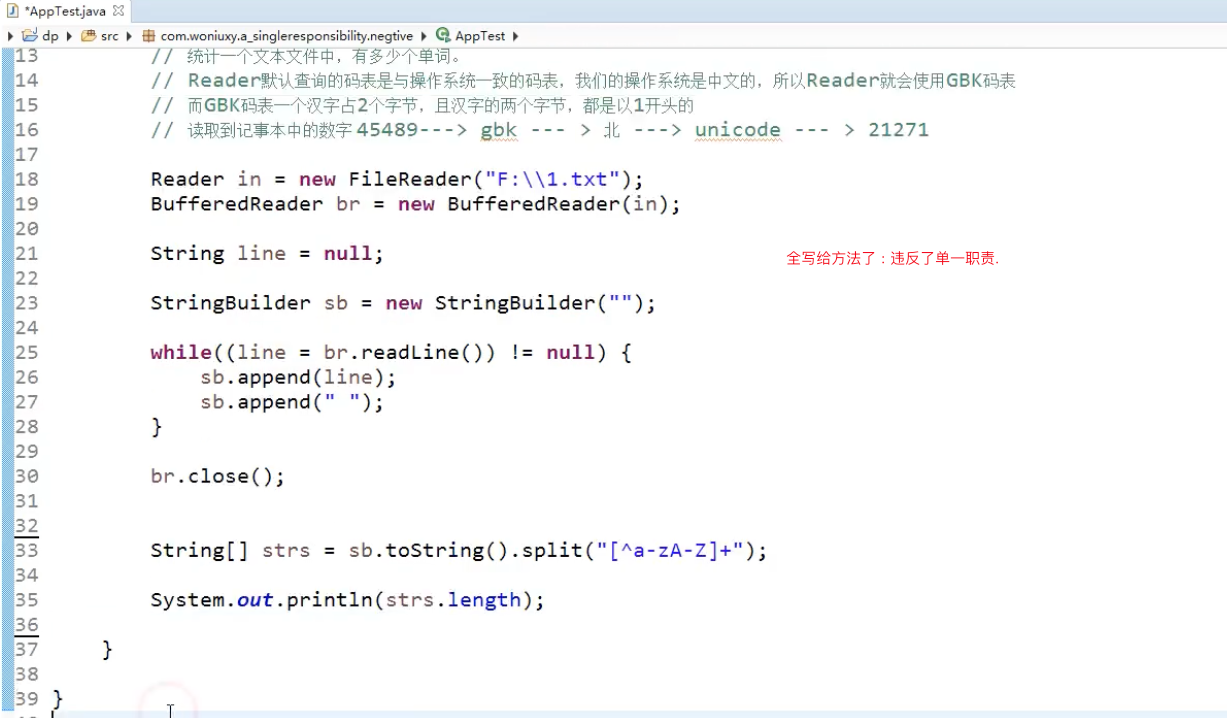 *AppTest.java
dp src com.woniuxy.a_singleresponsibility.negtive AppTest
13 // 统计一个文本文件中，有多少个单词。
14 // Reader默认查询的码表是与操作系统一致的码表，我们的操作系统是中文的，所以Reader就会使用GBK码表
15 // 而GBK码表一个汉字占2个字节，且汉字的两个字节，都是以1开头的
16 // 读取到记事本中的数字 45489---> gbk --- > 北 ---> unicode --- > 21271
17
18 Reader in = new FileReader("F:\\1.txt");
19 BufferedReader br = new BufferedReader(in);
20
21 String line = null;
全写给方法了：违反了单一职责.
22
23 StringBuilder sb = new StringBuilder("");
24
25 while((line = br.readLine()) != null) {
26 sb.append(line);
27 sb.append(" ");
28 }
29
30 br.close();
31
32
33 String[] strs = sb.toString().split("[^a-zA-Z]+");
34
35 System.out.println(strs.length);
36
37 }
38
39 }